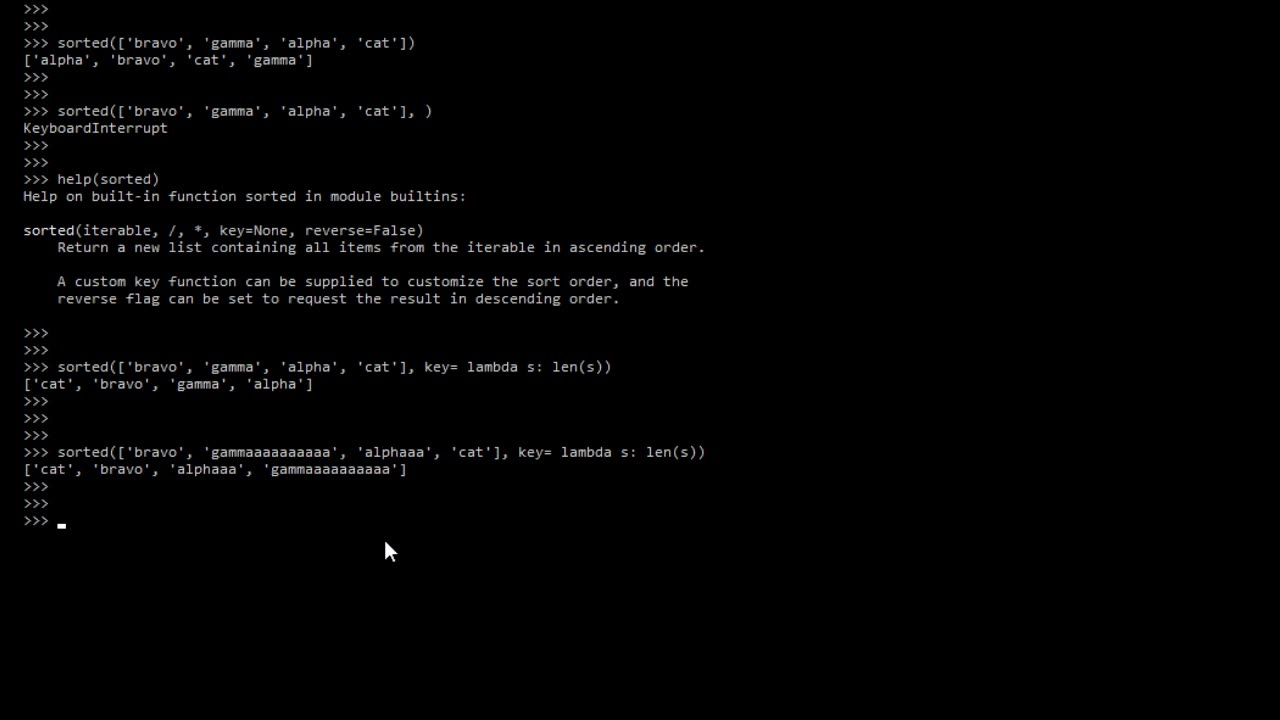 >>>
>>>
>>> sorted(['bravo', 'gamma', 'alpha', 'cat'])
['alpha', 'bravo', 'cat', 'gamma']
>>>
>>>
>>> sorted(['bravo', 'gamma', 'alpha', 'cat'], )
KeyboardInterrupt
>>>
>>>
>>> help(sorted)
Help on built-in function sorted in module builtins:
sorted(iterable, /, *, key=None, reverse=False)
    Return a new list containing all items from the iterable in ascending order.
    A custom key function can be supplied to customize the sort order, and the
    reverse flag can be set to request the result in descending order.
>>>
>>>
>>> sorted(['bravo', 'gamma', 'alpha', 'cat'], key= lambda s: len(s))
['cat', 'bravo', 'gamma', 'alpha']
>>>
>>>
>>>
>>> sorted(['bravo', 'gammaaaaaaaaaa', 'alphaaa', 'cat'], key= lambda s: len(s))
['cat', 'bravo', 'alphaaa', 'gammaaaaaaaaaa']
>>>
>>>
>>>